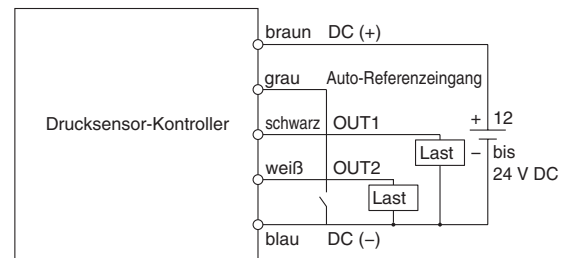 braun DC (+)
grau Auto-Referenzeingang
Drucksensor-Kontroller
schwarz OUT1
+ 12
Last
– bis
24 V DC
weiß OUT2
Last
blau DC (–)